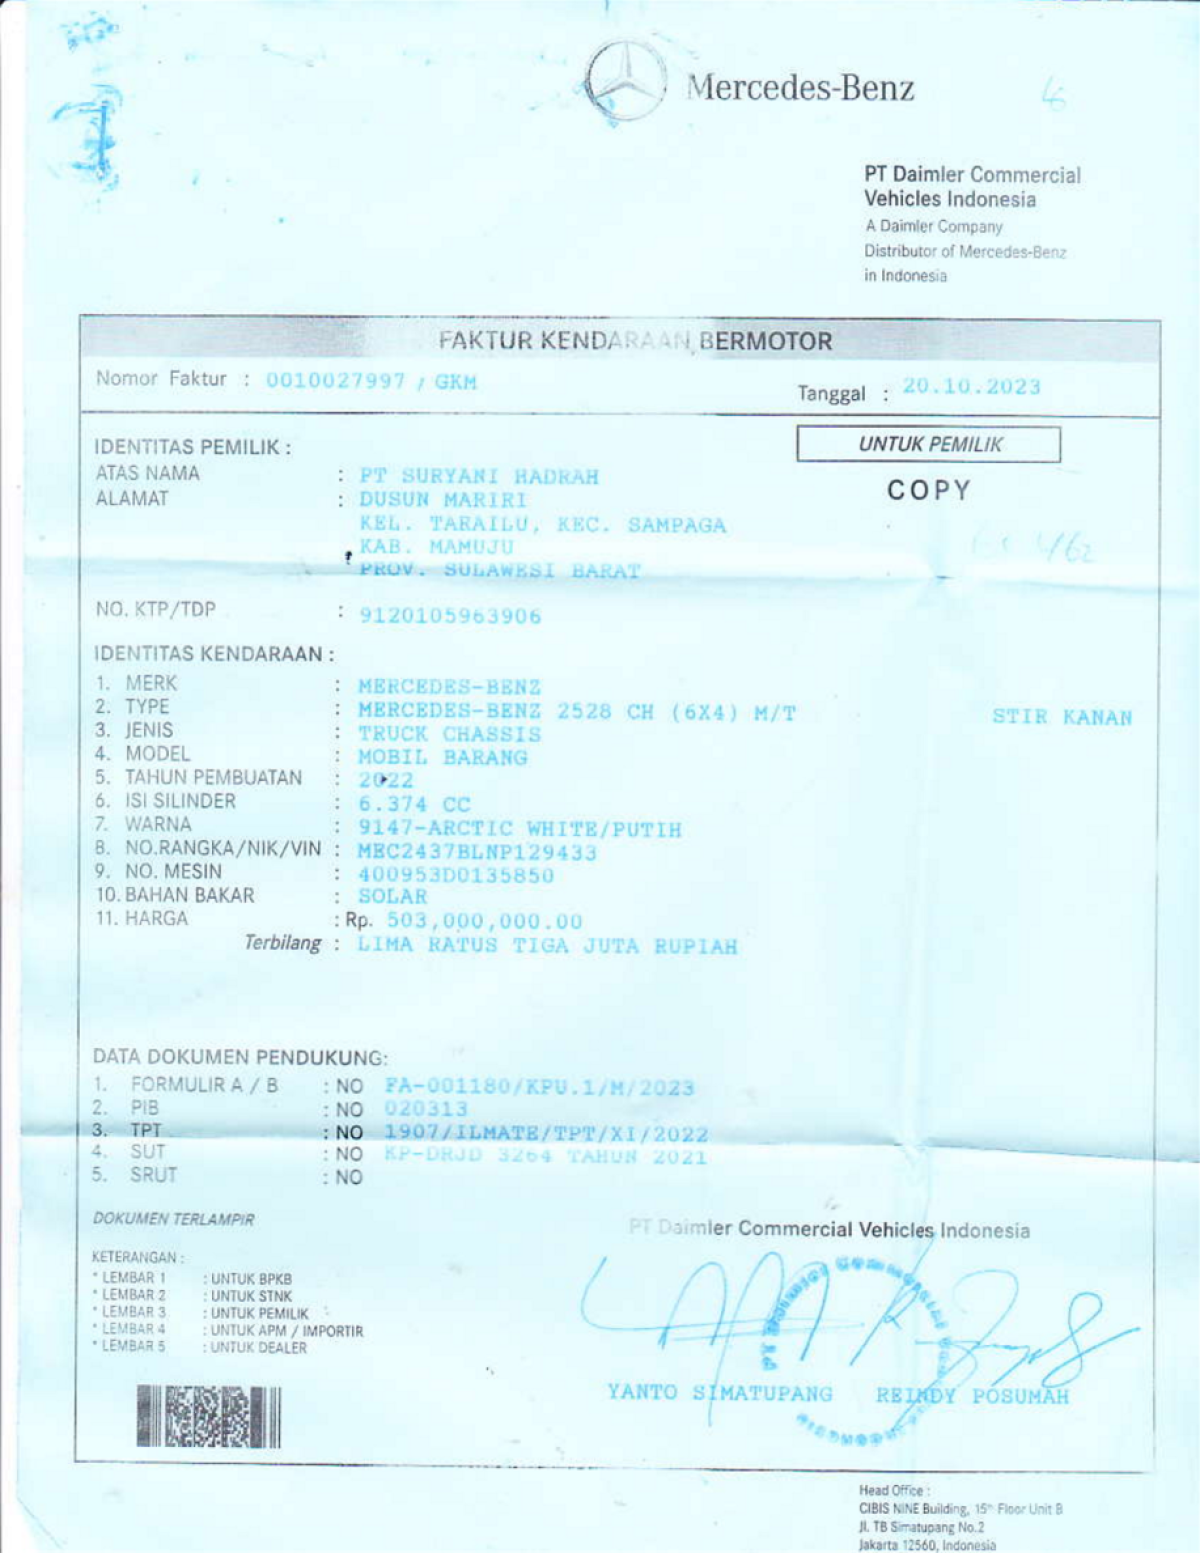 Mercedes-Benz
PT Daimler Commercial
Vehicles Indonesia
A Daimler Company
Distributor of Mercedes-Benz
in Indonesia
FAKTUR KENDARAAN BERMOTOR
Nomor Faktur : 0010027997 / GKM
Tanggal : 20.10.2023
IDENTITAS PEMILIK :
UNTUK PEMILIK
ATAS NAMA : PT SURYANI HADRAH
COPY
ALAMAT : DUSUN MARIRI
KEL. TARAILU, KEC. SAMPAGA
KAB. MAMUJU
PROV. SULAWESI BARAT
NO. KTP/TDP : 9120105963906
IDENTITAS KENDARAAN :
1. MERK : MERCEDES-BENZ
2. TYPE : MERCEDES-BENZ 2528 CH (6X4) M/T STIR KANAN
3. JENIS : TRUCK CHASSIS
4. MODEL : MOBIL BARANG
5. TAHUN PEMBUATAN : 2022
6. ISI SILINDER : 6.374 CC
7. WARNA : 9147-ARCTIC WHITE/PUTIH
8. NO.RANGKA/NIK/VIN : MEC2437BLNP129433
9. NO. MESIN : 400953D0135850
10. BAHAN BAKAR : SOLAR
11. HARGA : Rp. 503,000,000.00
Terbilang : LIMA RATUS TIGA JUTA RUPIAH
DATA DOKUMEN PENDUKUNG:
1. FORMULIR A / B : NO FA-001180/KPU.1/M/2023
2. PIB : NO 020313
3. TPT : NO 1907/ILMATE/TPT/XI/2022
4. SUT : NO KP-DRJD 3264 TAHUN 2021
5. SRUT : NO
DOKUMEN TERLAMPIR
PT Daimler Commercial Vehicles Indonesia
KETERANGAN :
* LEMBAR 1 : UNTUK BPKB
* LEMBAR 2 : UNTUK STNK
* LEMBAR 3 : UNTUK PEMILIK
* LEMBAR 4 : UNTUK APM / IMPORTIR
* LEMBAR 5 : UNTUK DEALER
YANTO SIMATUPANG REINDY POSUMAH
Head Office :
CIBIS NINE Building, 15th Floor Unit B
Jl. TB Simatupang No.2
Jakarta 12560, Indonesia